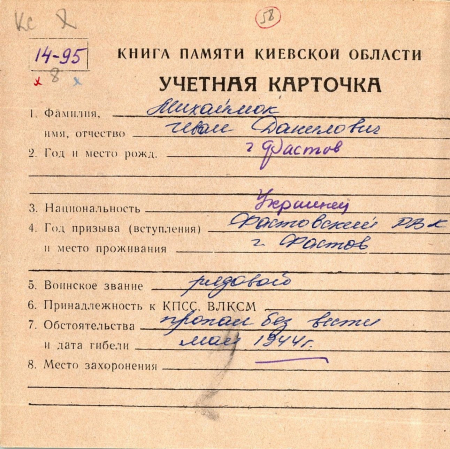 58
14-95
8
КНИГА ПАМЯТИ КИЕВСКОЙ ОБЛАСТИ
УЧЕТНАЯ КАРТОЧКА
1. Фамилия, Михайлюк
имя, отчество Иван Данилович
2. Год и место рожд. г Фастов
3. Национальность Украинец
4. Год призыва (вступления) Фастовский РВК
и место проживания г. Фастов
5. Воинское звание рядовой
6. Принадлежность к КПСС, ВЛКСМ
7. Обстоятельства пропал без вести
и дата гибели май 1944г.
8. Место захоронения